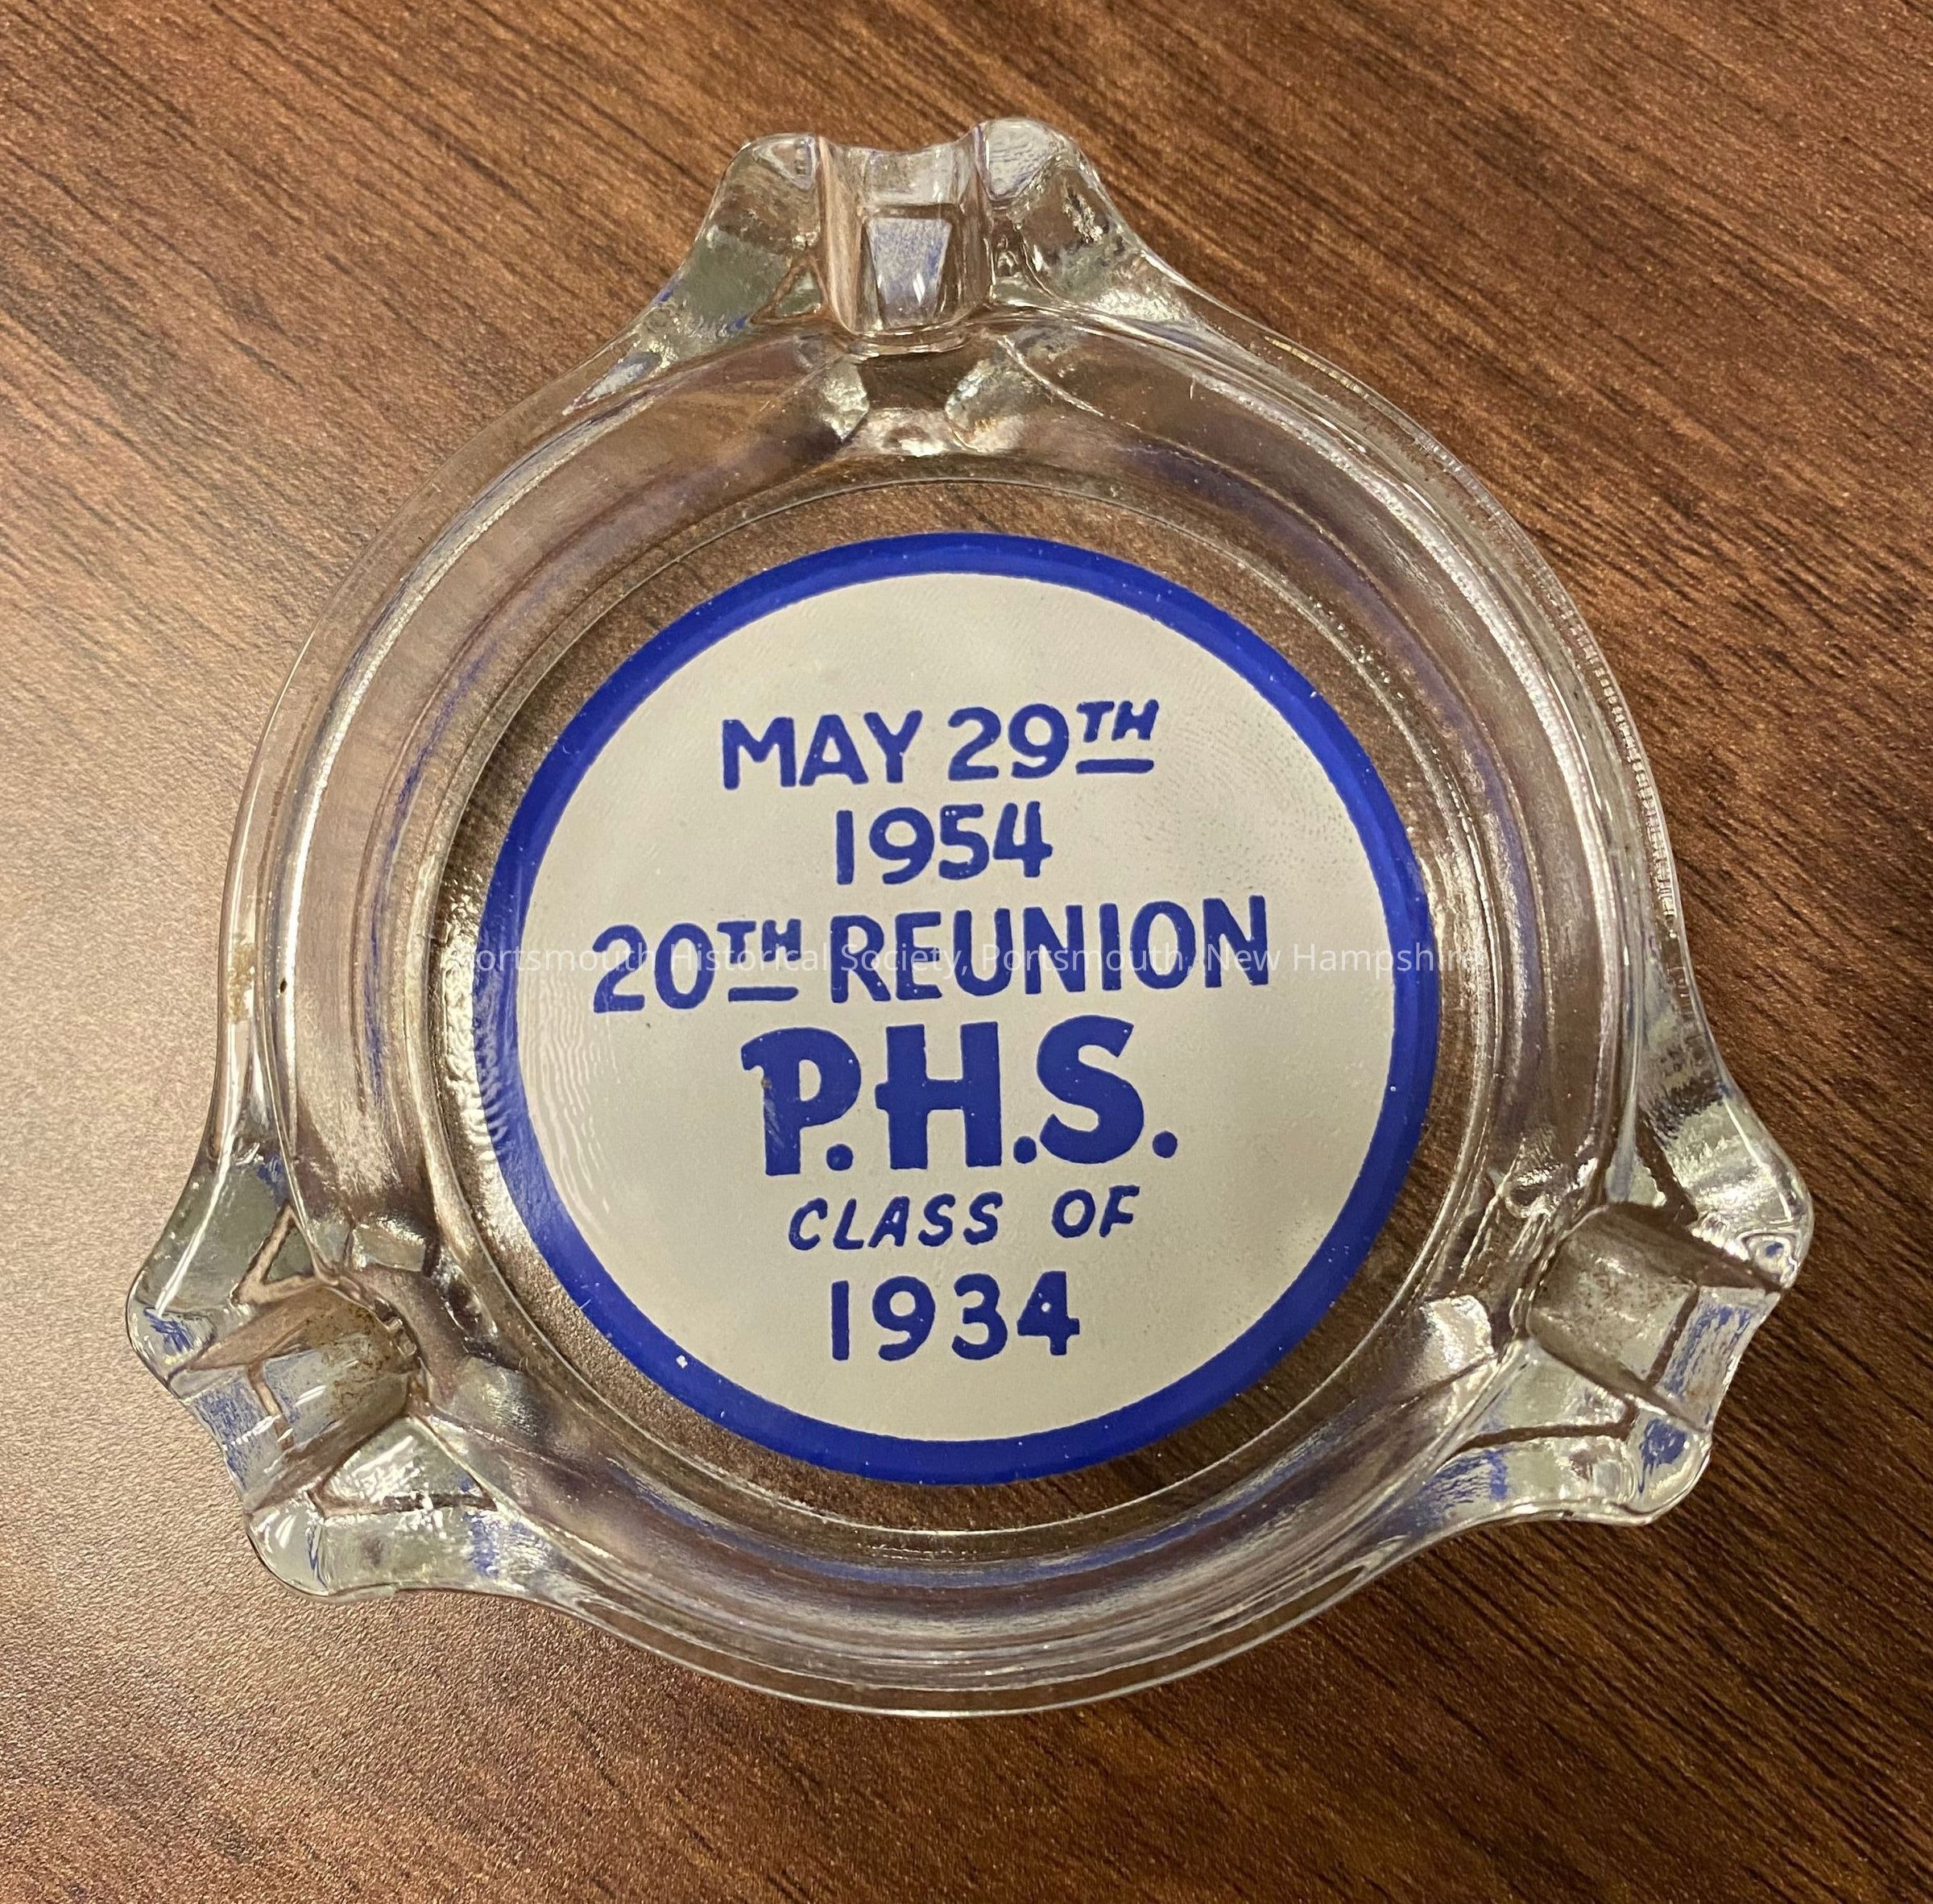 MAY 29TH
1954
20TH REUNION
Portsmouth Historical Society, Portsmouth, New Hampshire
P.H.S.
CLASS OF
1934